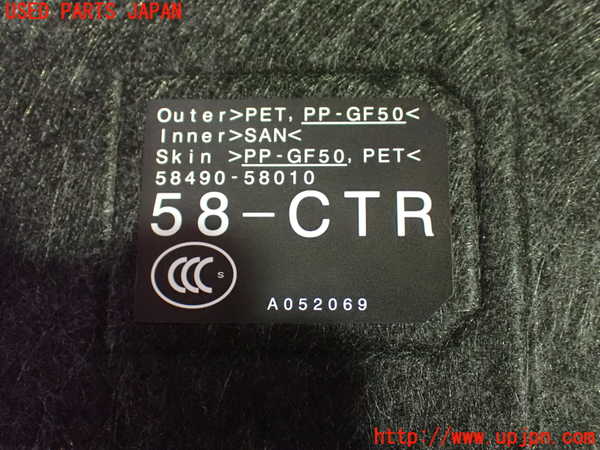 USED PARTS JAPAN
Outer>PET, PP-GF50<
Inner>SAN<
Skin >PP-GF50, PET<
58490-58010
58-CTR
CCC S
A052069
http://www.upjpn.com/